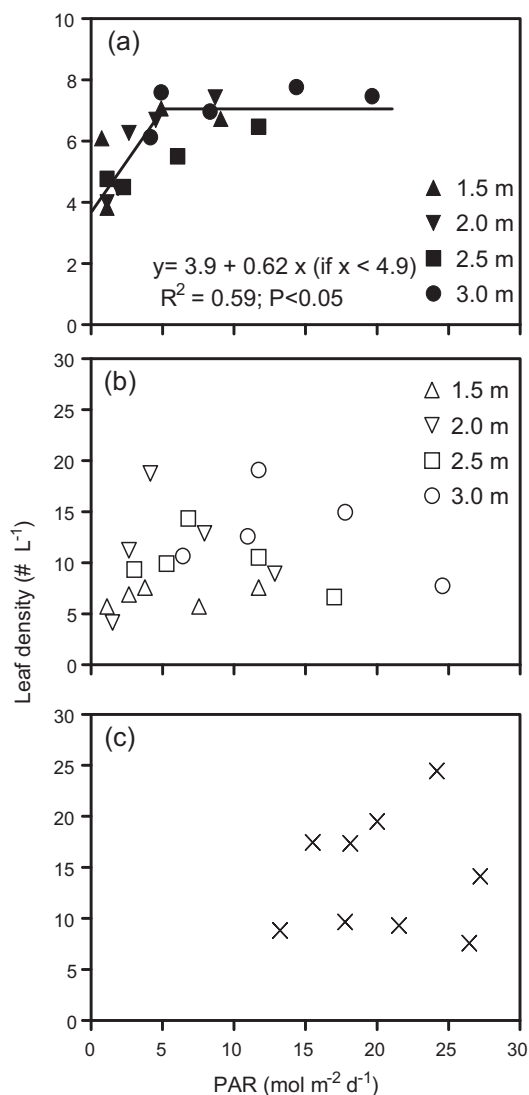 10
(a)
8
6
4
2
0
▲ 1.5 m
▼ 2.0 m
■ 2.5 m
● 3.0 m
y= 3.9 + 0.62 x (if x < 4.9)
R² = 0.59; P<0.05
30
(b)
25
20
15
10
5
0
△ 1.5 m
▽ 2.0 m
□ 2.5 m
○ 3.0 m
Leaf density (# L⁻¹)
30
(c)
25
20
15
10
5
0
0 5 10 15 20 25 30
PAR (mol m⁻² d⁻¹)